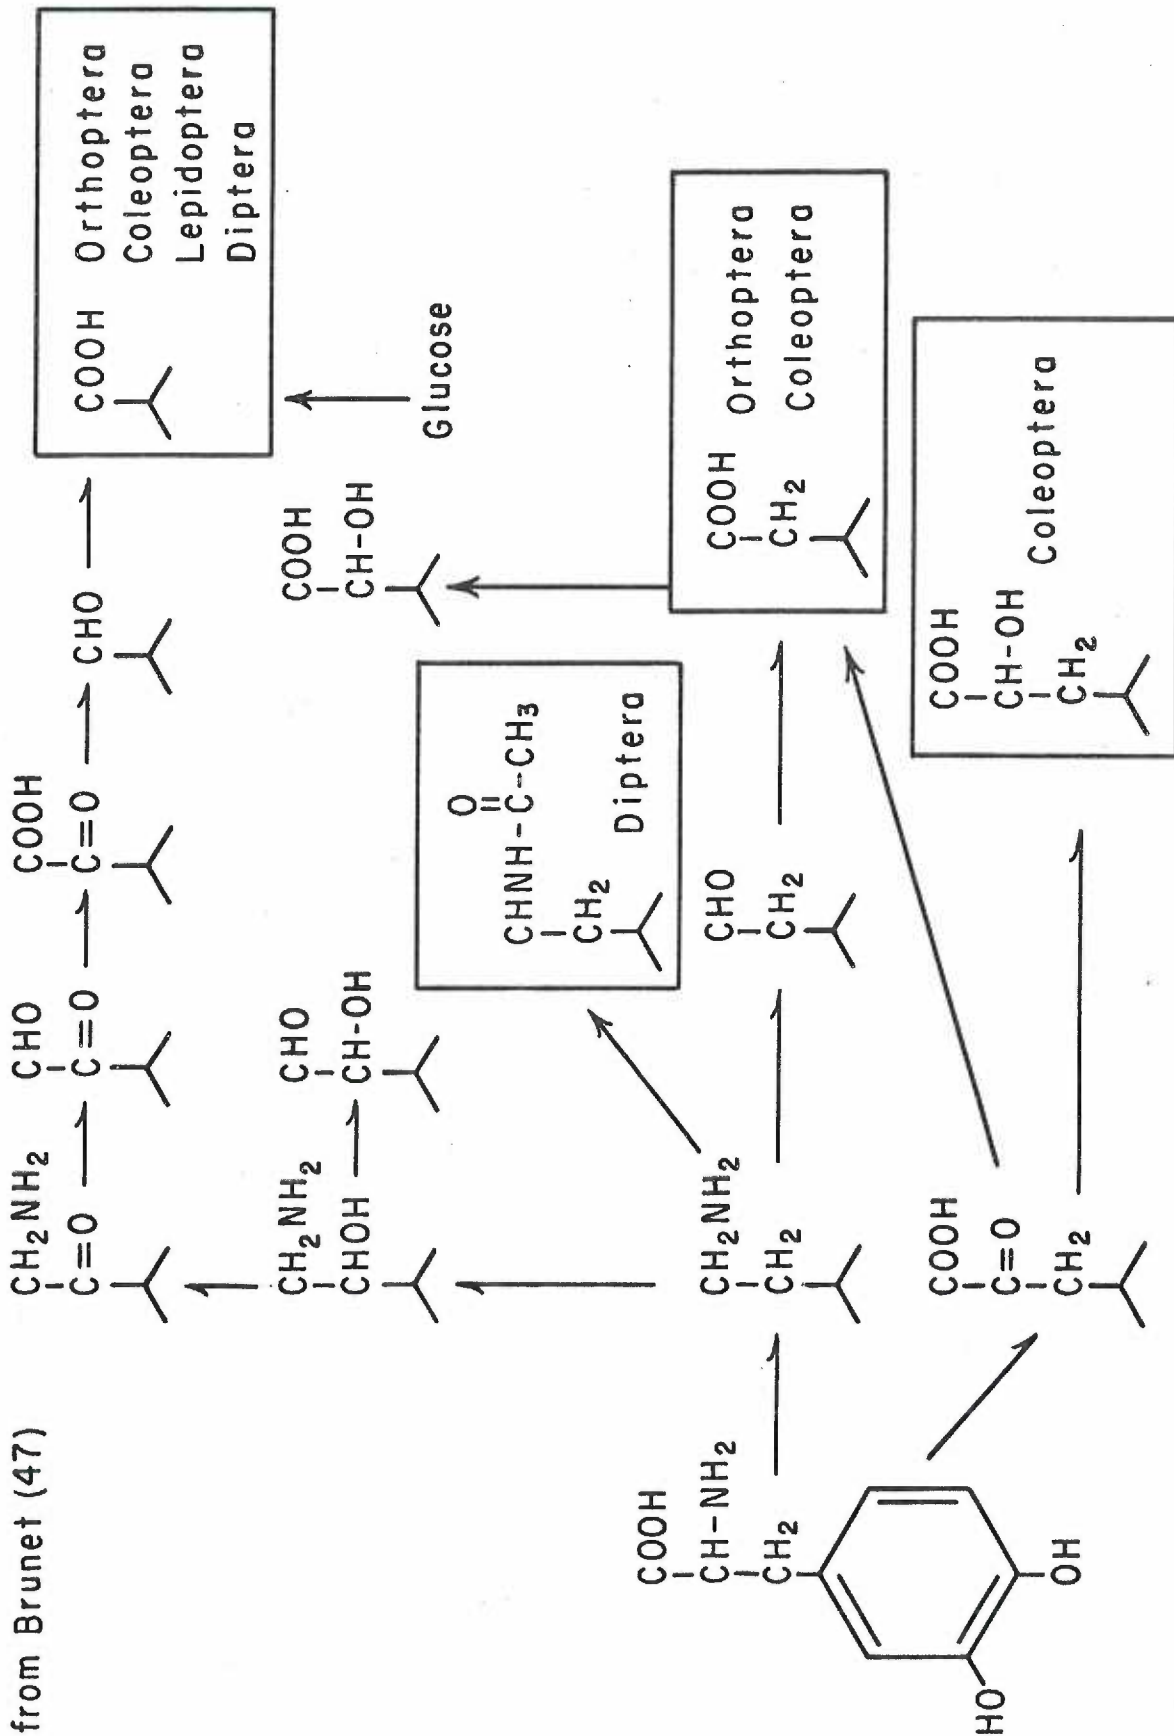 from Brunet (47)
CH2NH2
C=O
CHO
C=O
COOH
C=O
CHO
COOH
Orthoptera
Coleoptera
Lepidoptera
Diptera
CH2NH2
CHOH
CHO
CH-OH
COOH
CH-OH
Glucose
O
CHNH-C-CH3
CH2
Diptera
COOH
CH-NH2
CH2
HO
OH
CH2NH2
CH2
CHO
CH2
COOH
CH2
Orthoptera
Coleoptera
COOH
C=O
CH2
COOH
CH-OH
CH2
Coleoptera